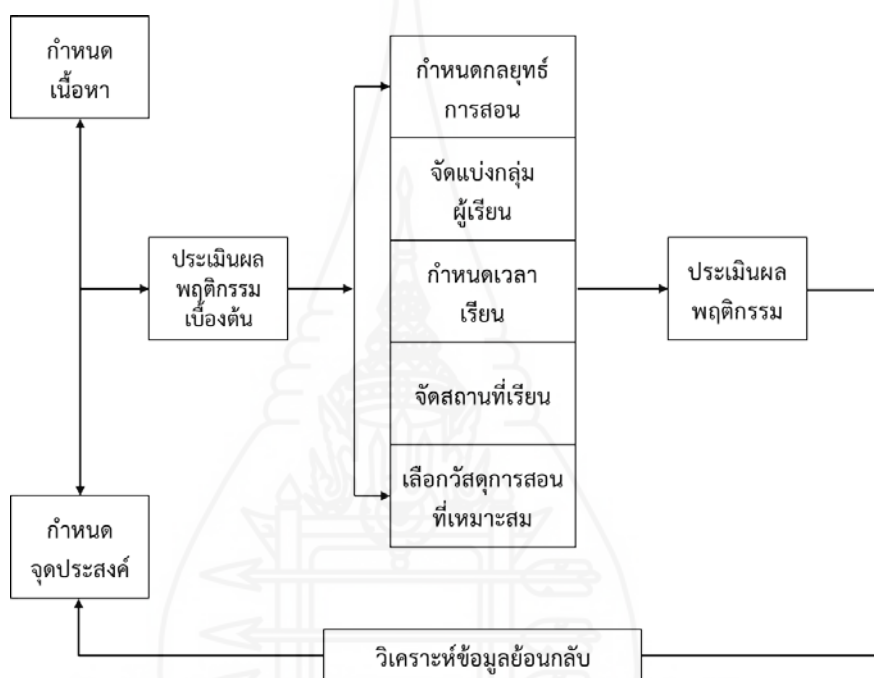 กำหนด
เนื้อหา
กำหนดกลยุทธ์
การสอน
จัดแบ่งกลุ่ม
ผู้เรียน
ประเมินผล
พฤติกรรม
เบื้องต้น
กำหนดเวลา
เรียน
ประเมินผล
พฤติกรรม
จัดสถานที่เรียน
เลือกวัสดุการสอน
ที่เหมาะสม
กำหนด
จุดประสงค์
วิเคราะห์ข้อมูลย้อนกลับ